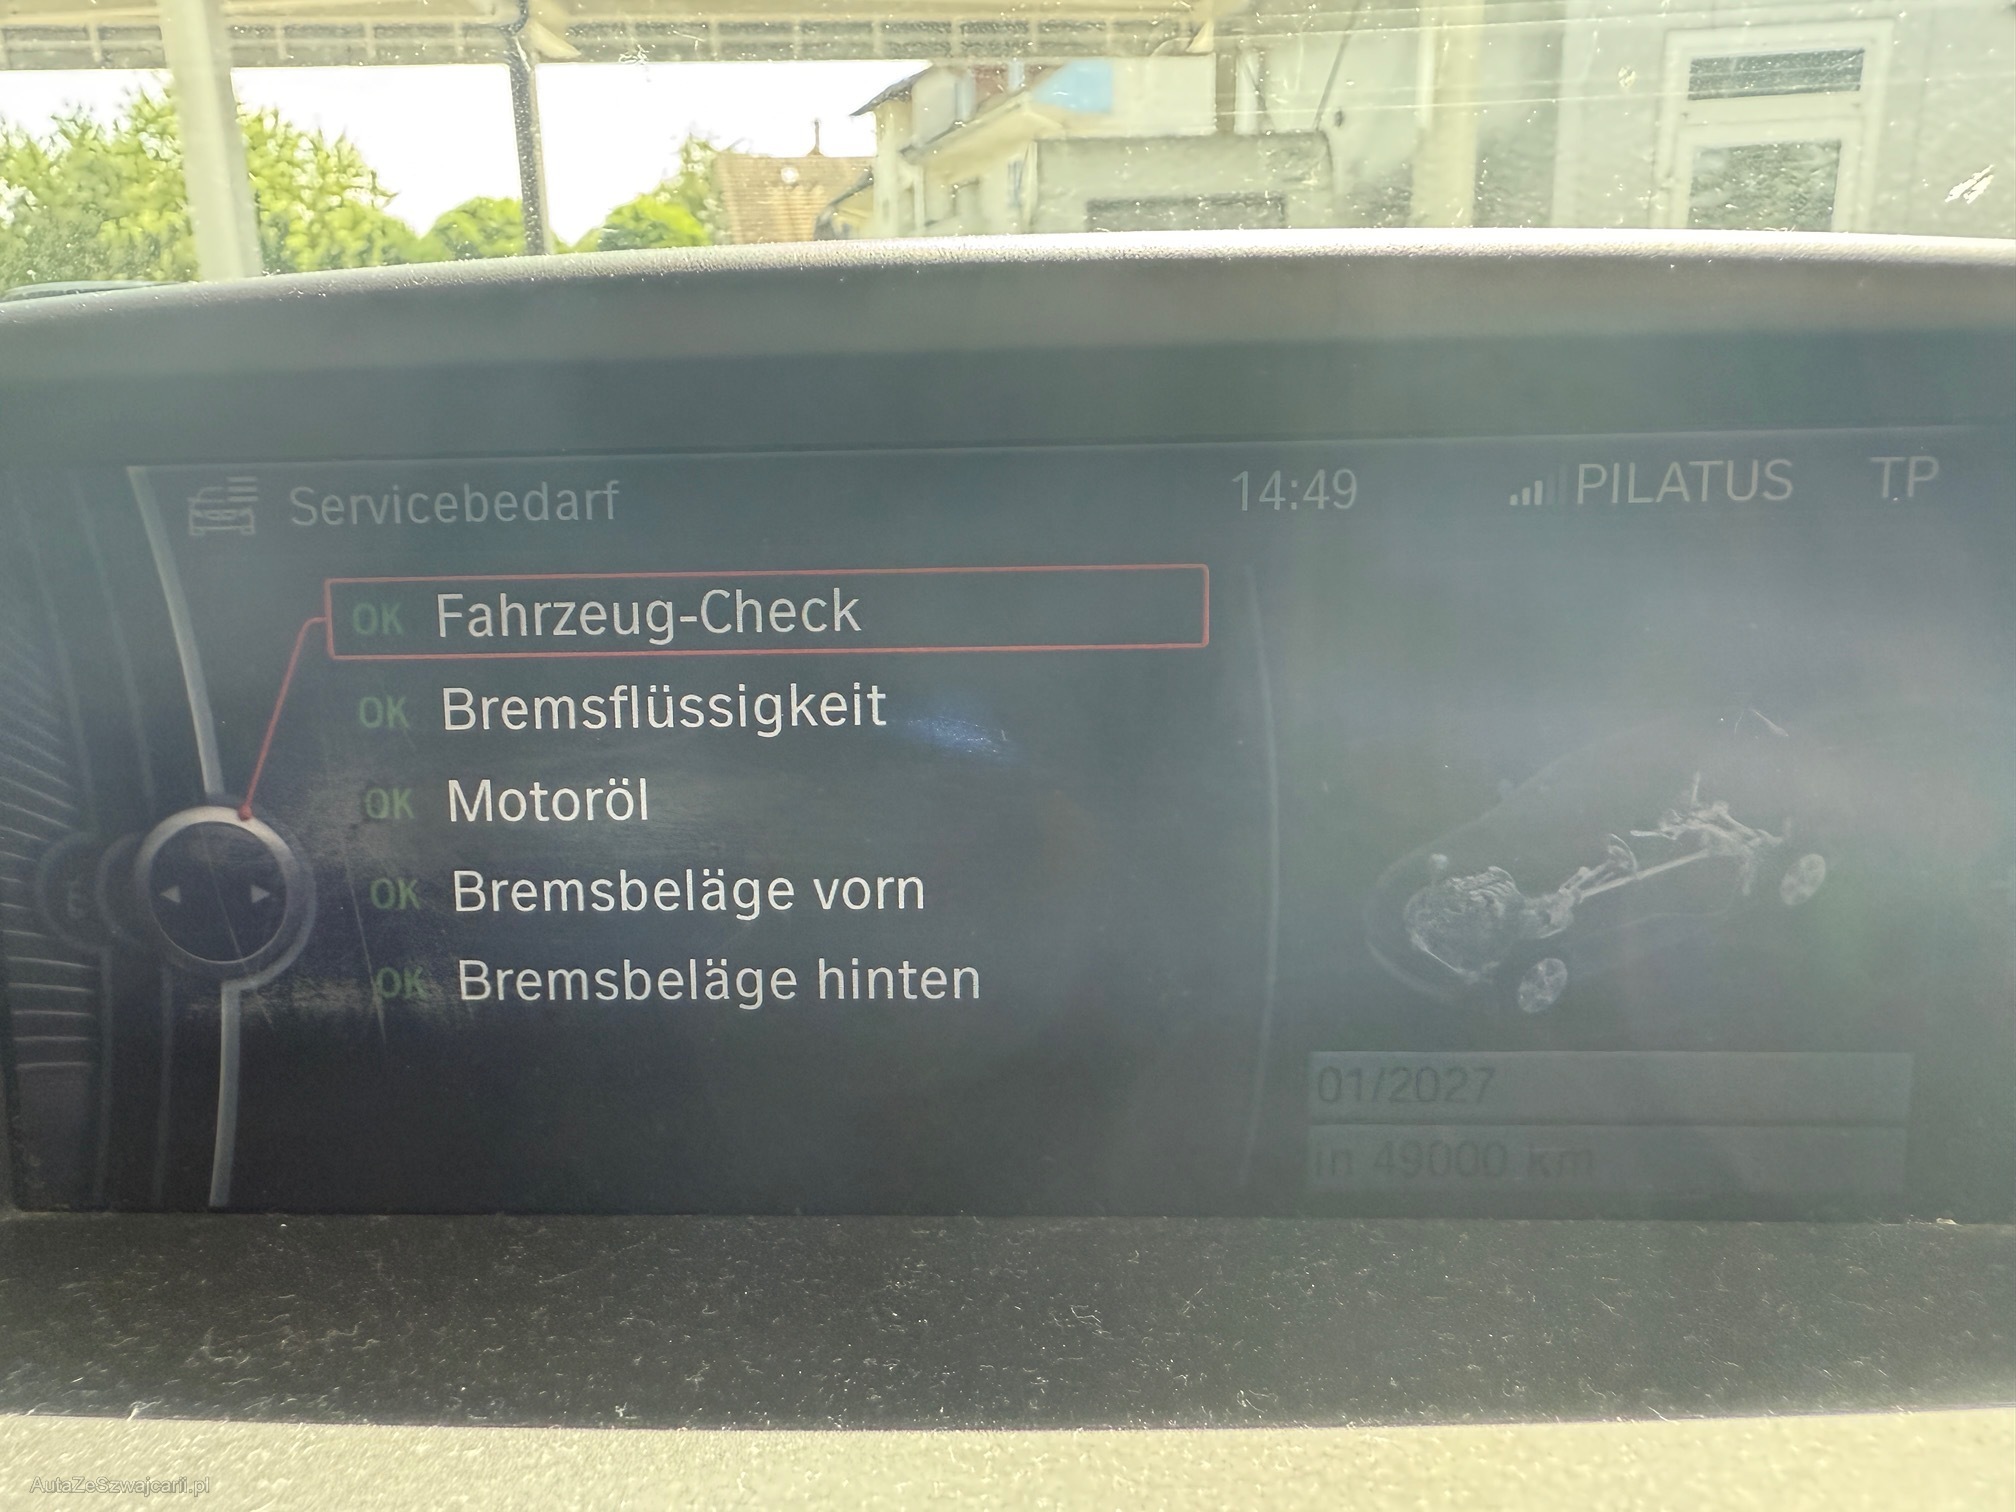 Servicebedarf 14:49 PILATUS TP
OK Fahrzeug-Check
OK Bremsflüssigkeit
OK Motoröl
OK Bremsbeläge vorn
OK Bremsbeläge hinten
01/2027
in 49000 km
AutaZeSzwajcarii.pl